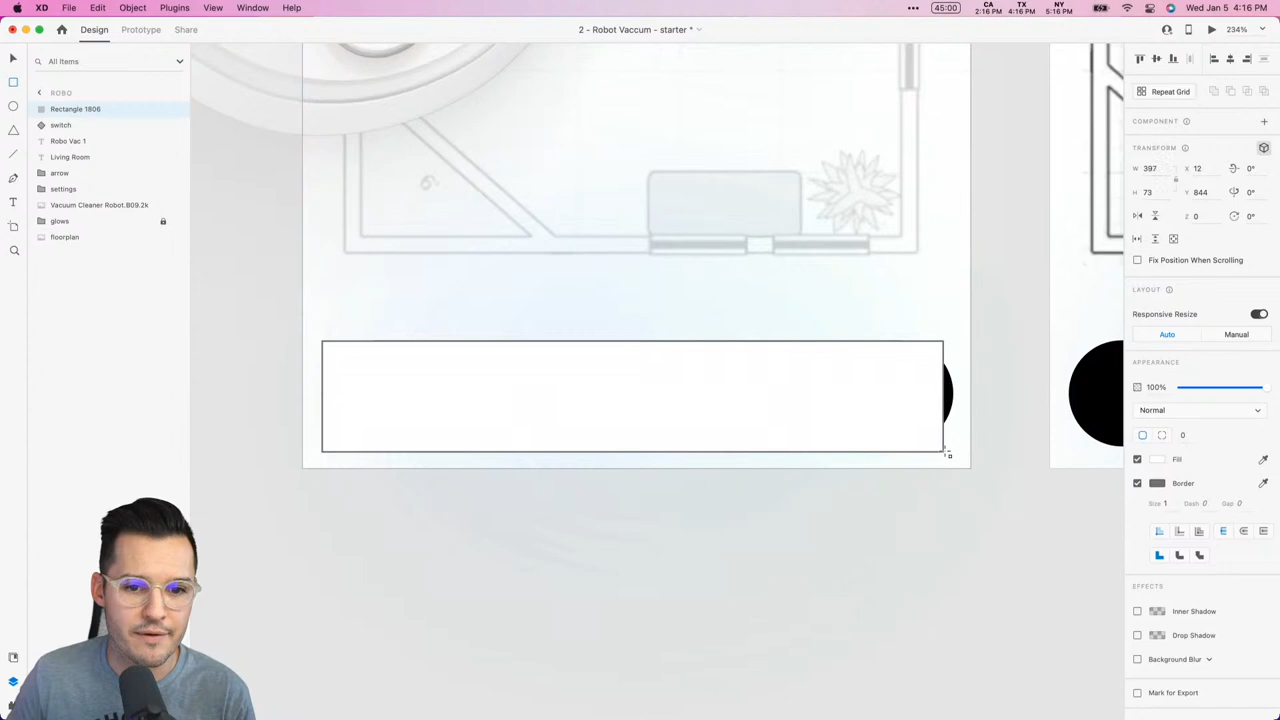 XD File Edit Object Plugins View Window Help
45:00
CA TX PT
2:16 PM 4:16 PM 5:16 PM
Wed Jan 5 4:16 PM
Design Prototype Share
2 - Robot Vaccum - starter *
234%
All Items
ROBO
Rectangle 1806
switch
Robo Vac 1
Living Room
arrow
settings
Vacuum Cleaner Robot.B09.2k
glows
floorplan
Repeat Grid
COMPONENT
TRANSFORM
W 397 X 12 0°
H 73 Y 844 0°
Z 0 0°
Fix Position When Scrolling
LAYOUT
Responsive Resize
Auto Manual
APPEARANCE
100%
Normal
0
Fill
Border
Size 1 Dash 0 Gap 0
EFFECTS
Inner Shadow
Drop Shadow
Background Blur
Mark for Export